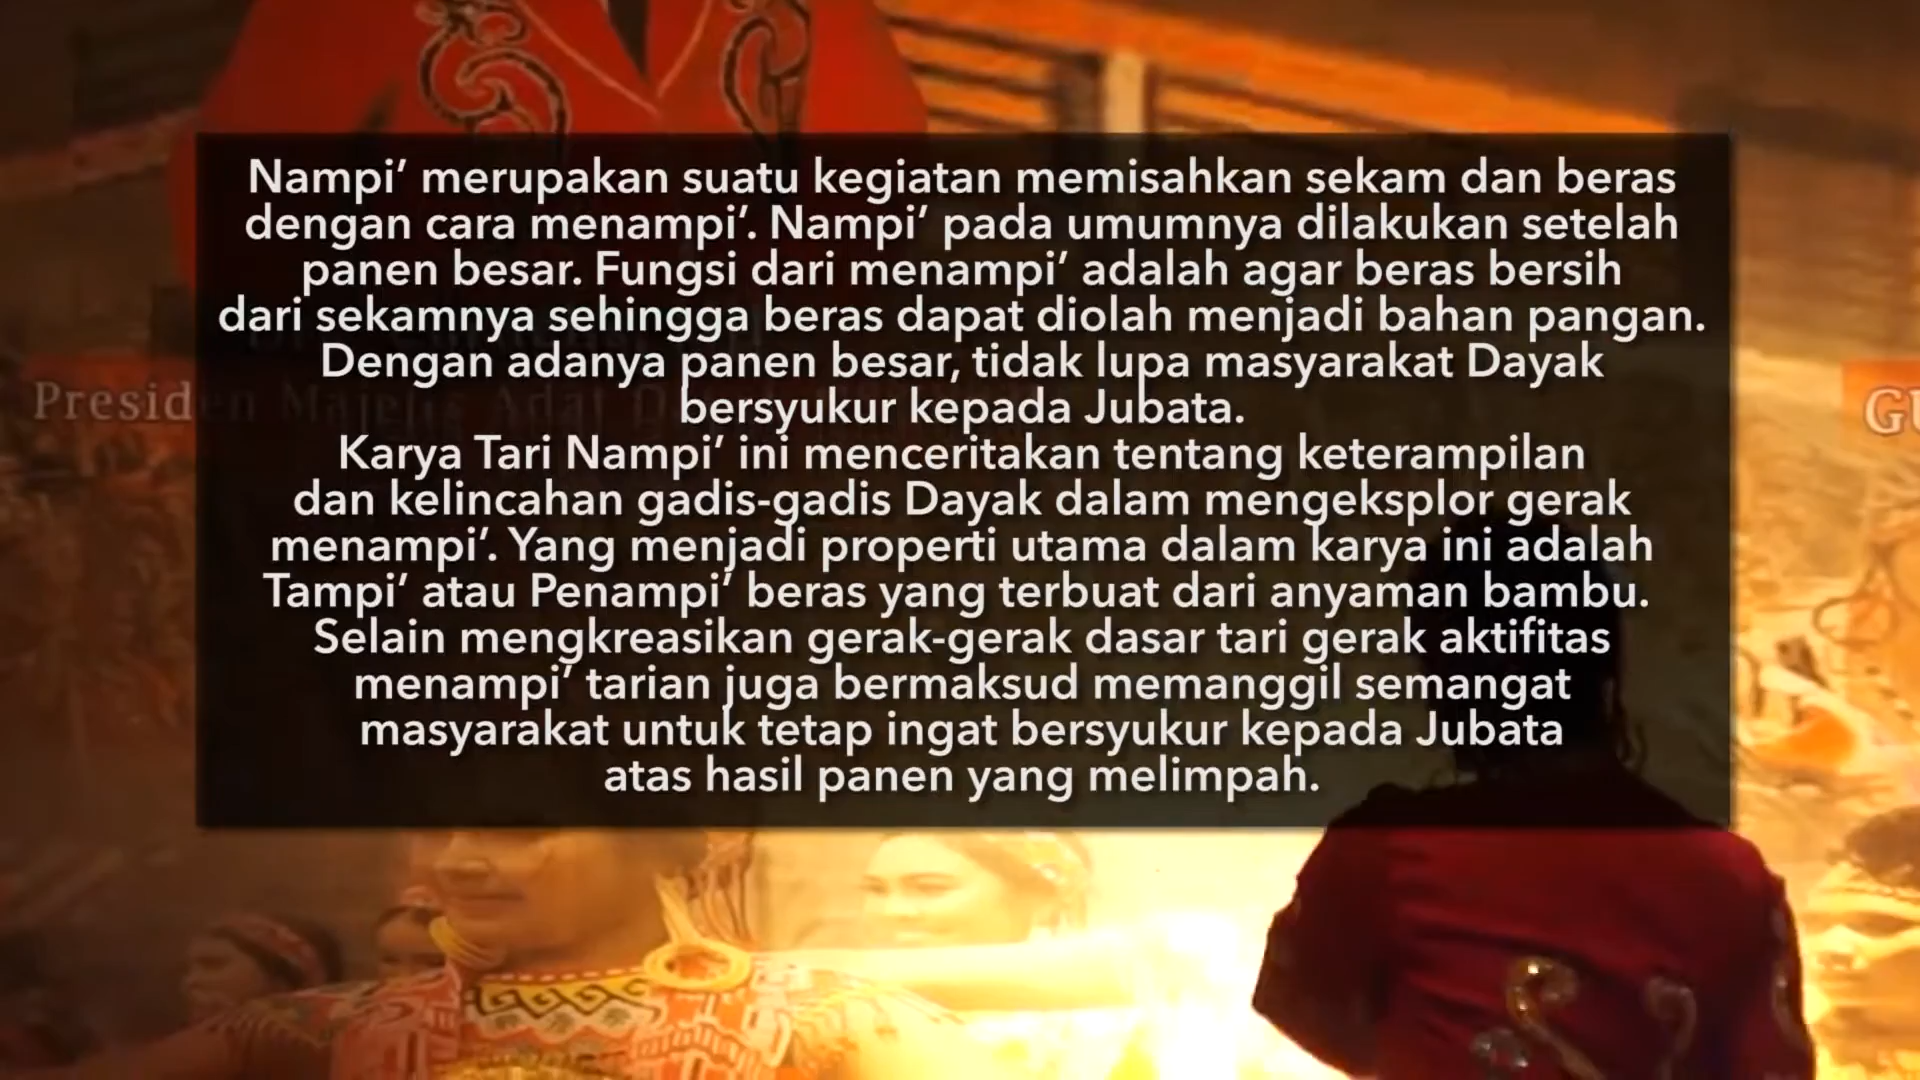 Nampi’ merupakan suatu kegiatan memisahkan sekam dan beras
dengan cara menampi’. Nampi’ pada umumnya dilakukan setelah
panen besar. Fungsi dari menampi’ adalah agar beras bersih
dari sekamnya sehingga beras dapat diolah menjadi bahan pangan.
Dengan adanya panen besar, tidak lupa masyarakat Dayak
bersyukur kepada Jubata.
Karya Tari Nampi’ ini menceritakan tentang keterampilan
dan kelincahan gadis-gadis Dayak dalam mengeksplor gerak
menampi’. Yang menjadi properti utama dalam karya ini adalah
Tampi’ atau Penampi’ beras yang terbuat dari anyaman bambu.
Selain mengkreasikan gerak-gerak dasar tari gerak aktifitas
menampi’ tarian juga bermaksud memanggil semangat
masyarakat untuk tetap ingat bersyukur kepada Jubata
atas hasil panen yang melimpah.
Presiden Majelis Adat